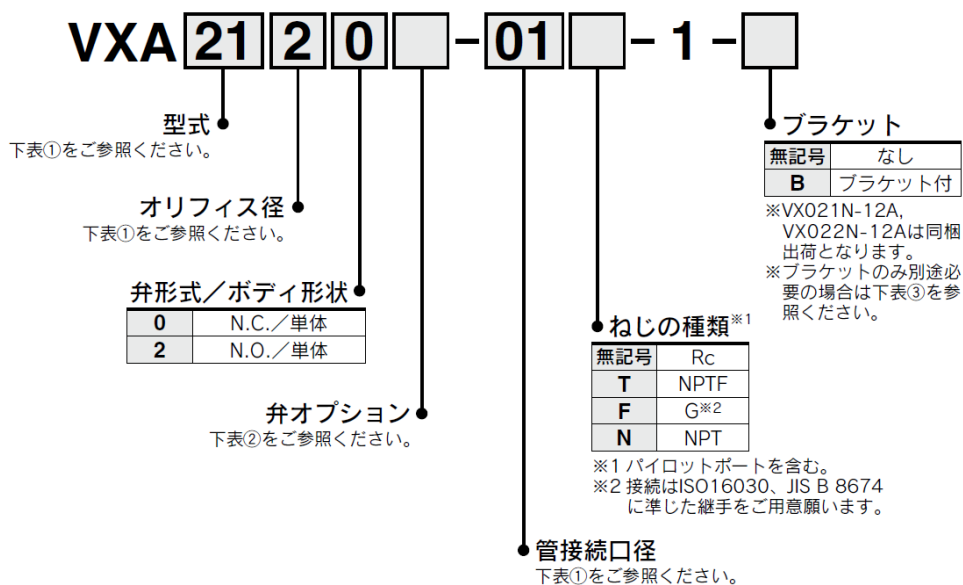 VXA 21 2 0 - 01 - 1 -
型式
下表①をご参照ください。
オリフィス径
下表①をご参照ください。
弁形式／ボディ形状
0 N.C.／単体
2 N.O.／単体
弁オプション
下表②をご参照ください。
管接続口径
下表①をご参照ください。
ねじの種類※1
無記号 Rc
T NPTF
F G※2
N NPT
※1 パイロットポートを含む。
※2 接続はISO16030、JIS B 8674
に準じた継手をご用意願います。
ブラケット
無記号 なし
B ブラケット付
※VX021N-12A,
VX022N-12Aは同梱
出荷となります。
※ブラケットのみ別途必
要の場合は下表③を参
照ください。